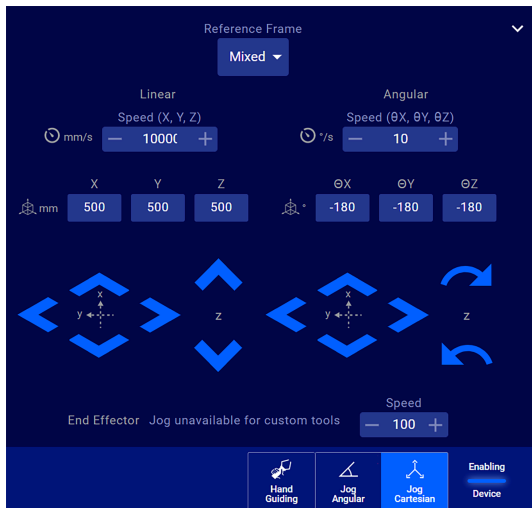 Reference Frame
Mixed
Linear Angular
Speed (X, Y, Z) Speed (θX, θY, θZ)
mm/s — 1000 + °/s — 10 +
X Y Z ΘX ΘY ΘZ
mm 500 500 500 ° -180 -180 -180
x x
y z y z
Speed
End Effector Jog unavailable for custom tools — 100 +
Hand Guiding
Jog Angular
Jog Cartesian
Enabling Device